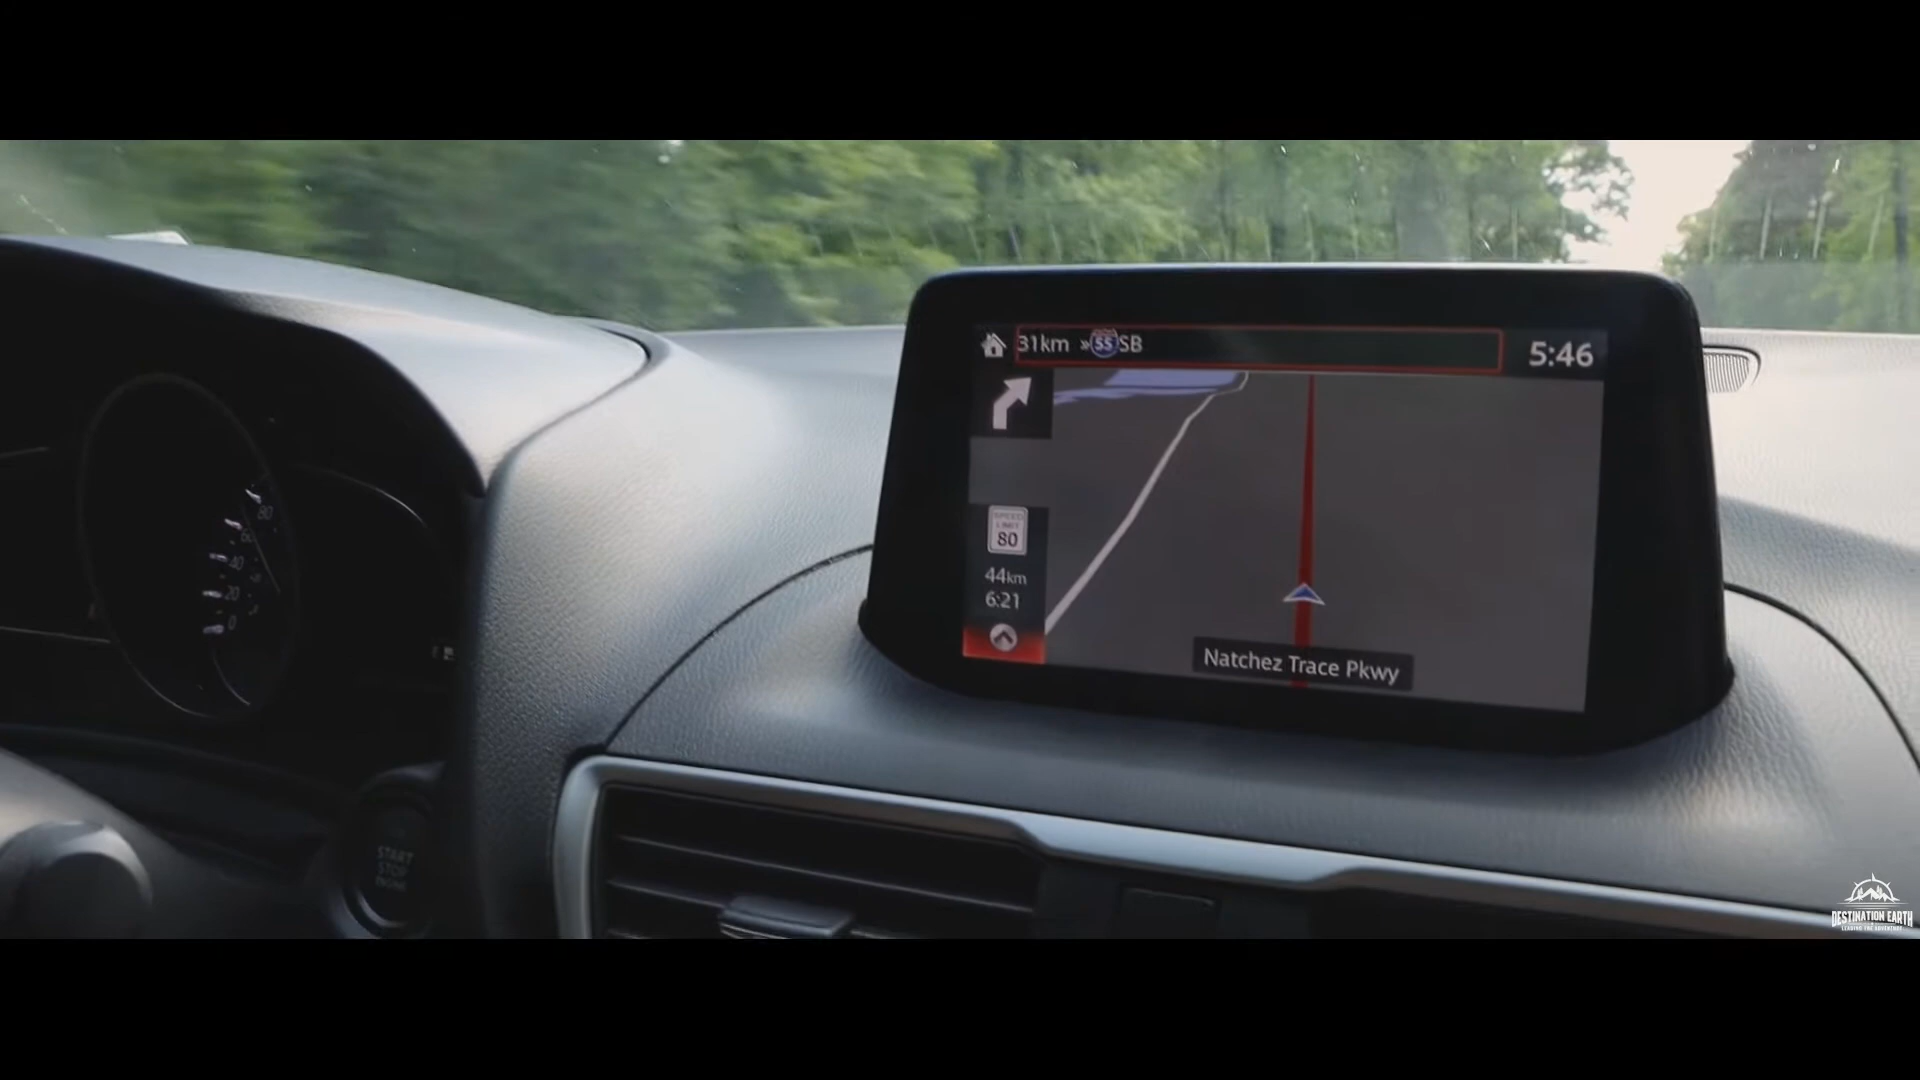 31km » 55 SB
5:46
SPEED
LIMIT
80
44km
6:21
Natchez Trace Pkwy
80
60
40
20
0
START
STOP
ENGINE
DESTINATION EARTH